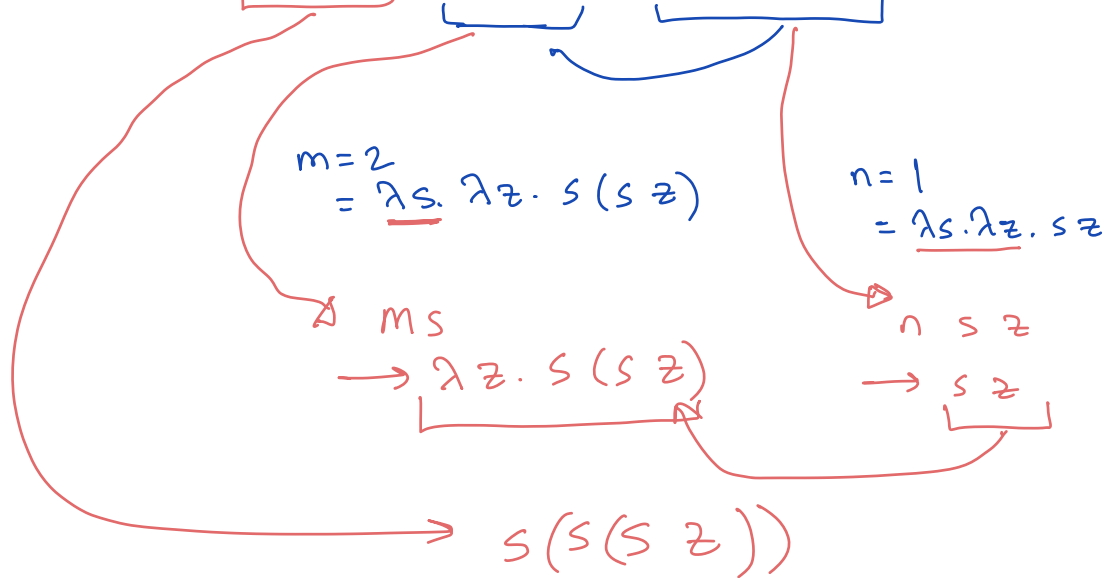 m = 2
= λs. λz. s (s z)
n = 1
= λs.λz. s z
m s
→ λz. s (s z)
n s z
→ s z
s(s(s z))